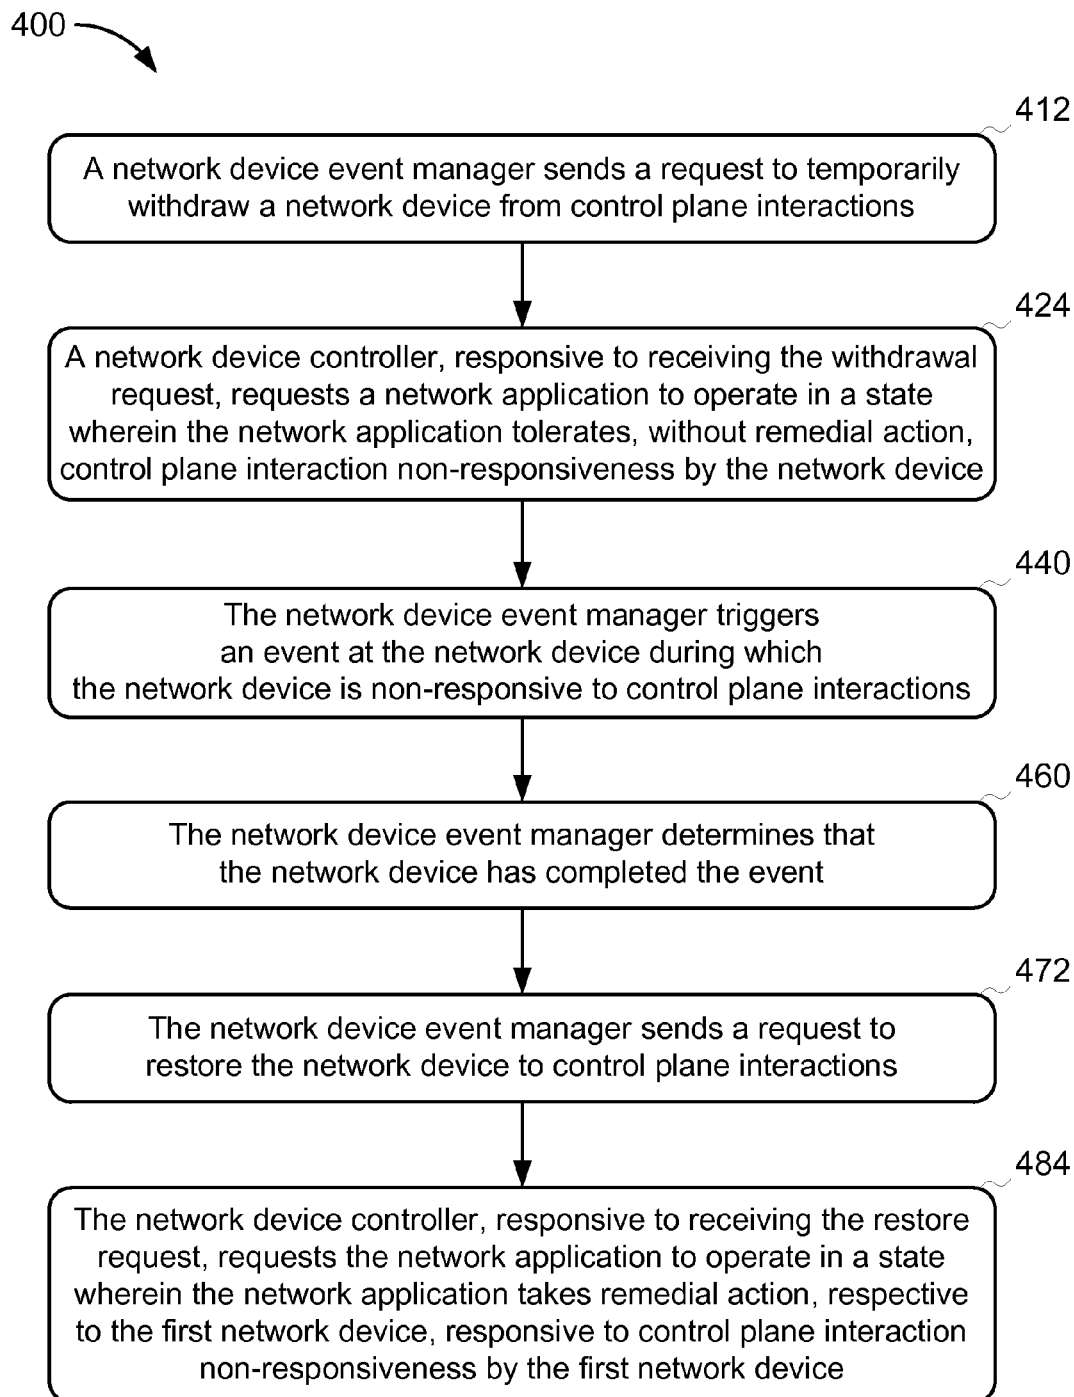 400
412
A network device event manager sends a request to temporarily
withdraw a network device from control plane interactions
424
A network device controller, responsive to receiving the withdrawal
request, requests a network application to operate in a state
wherein the network application tolerates, without remedial action,
control plane interaction non-responsiveness by the network device
440
The network device event manager triggers
an event at the network device during which
the network device is non-responsive to control plane interactions
460
The network device event manager determines that
the network device has completed the event
472
The network device event manager sends a request to
restore the network device to control plane interactions
484
The network device controller, responsive to receiving the restore
request, requests the network application to operate in a state
wherein the network application takes remedial action, respective
to the first network device, responsive to control plane interaction
non-responsiveness by the first network device